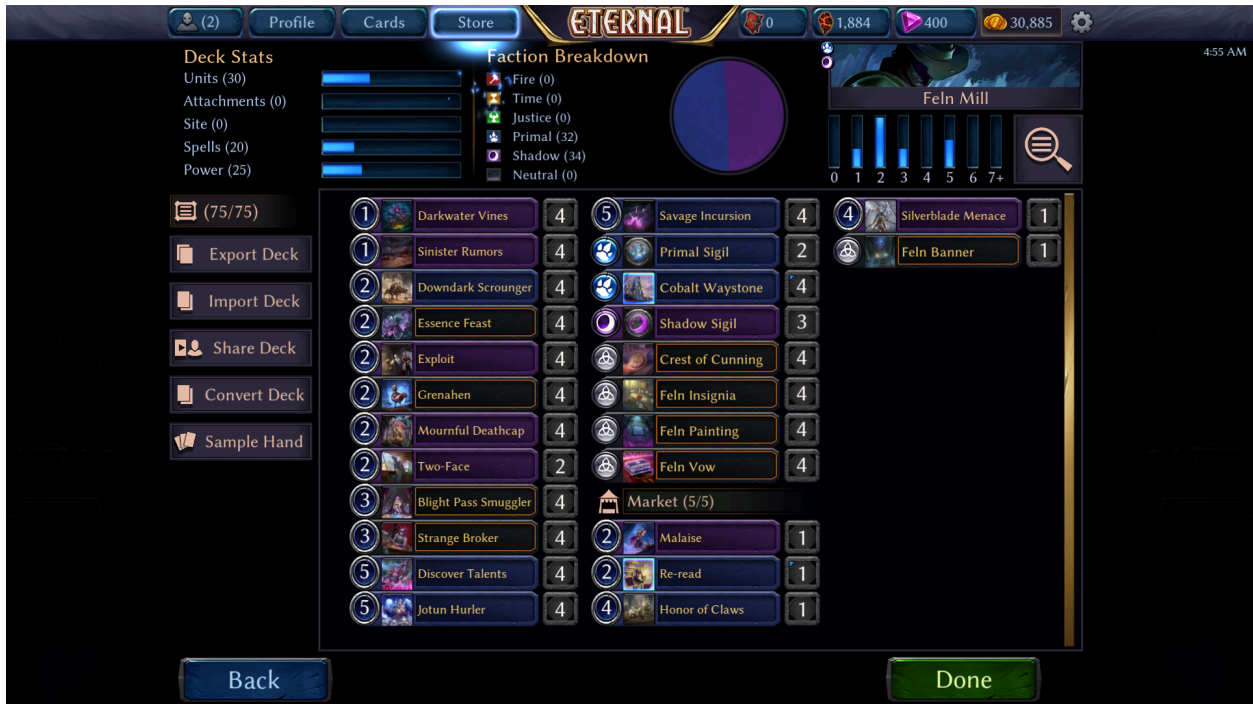 (2)
Profile
Cards
Store
ETERNAL
0
1,884
400
30,885
4:55 AM
Deck Stats
Units (30)
Attachments (0)
Site (0)
Spells (20)
Power (25)
Faction Breakdown
Fire (0)
Time (0)
Justice (0)
Primal (32)
Shadow (34)
Neutral (0)
Feln Mill
0 1 2 3 4 5 6 7+
(75/75)
Export Deck
Import Deck
Share Deck
Convert Deck
Sample Hand
1 Darkwater Vines 4
1 Sinister Rumors 4
2 Downdark Scrounger 4
2 Essence Feast 4
2 Exploit 4
2 Grenahen 4
2 Mournful Deathcap 4
2 Two-Face 2
3 Blight Pass Smuggler 4
3 Strange Broker 4
5 Discover Talents 4
5 Jotun Hurler 4
5 Savage Incursion 4
Primal Sigil 2
Cobalt Waystone 4
Shadow Sigil 3
Crest of Cunning 4
Feln Insignia 4
Feln Painting 4
Feln Vow 4
Market (5/5)
2 Malaise 1
2 Re-read 1
4 Honor of Claws 1
4 Silverblade Menace 1
Feln Banner 1
Back
Done